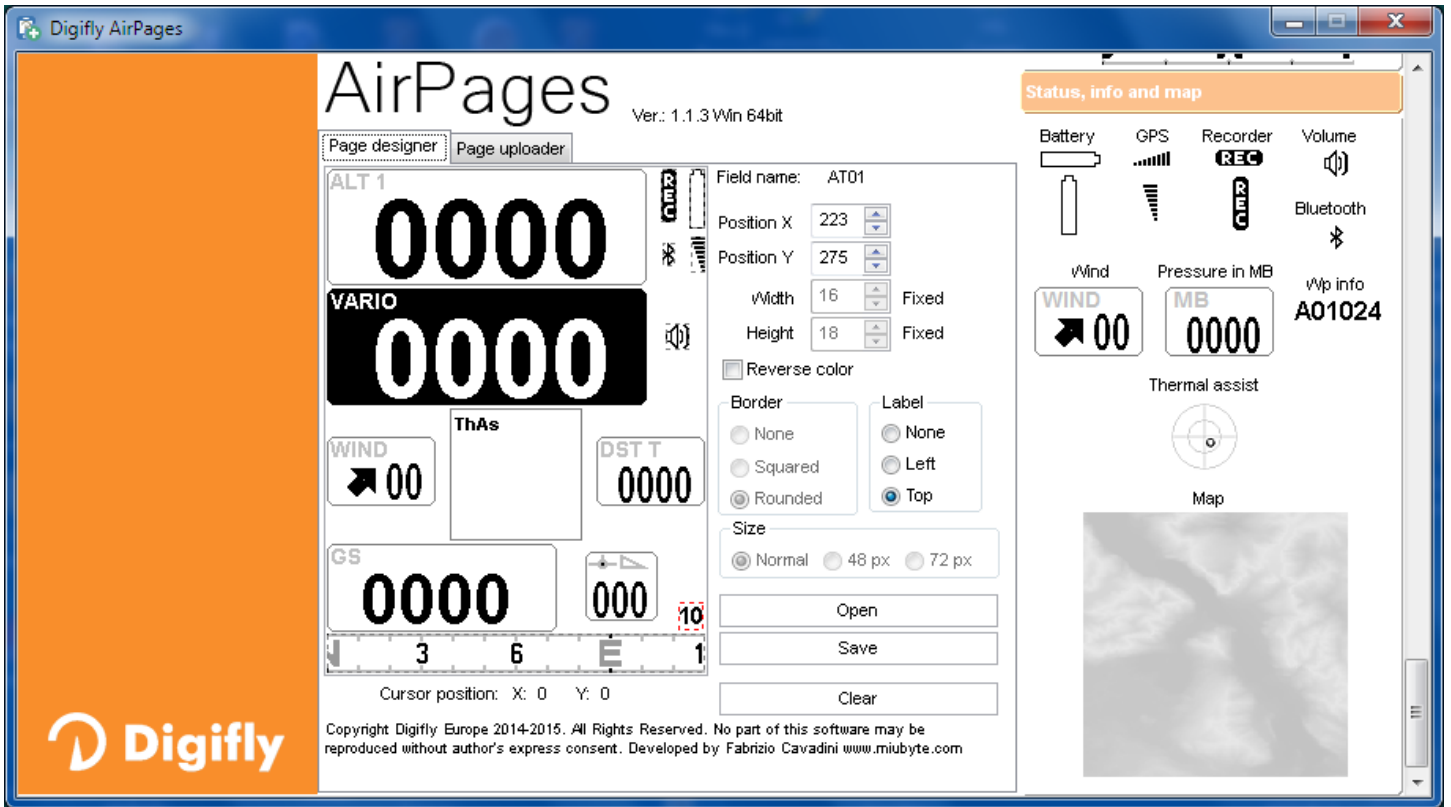 Digifly AirPages
AirPages
Ver.: 1.1.3 Win 64bit
Page designer
Page uploader
ALT 1
0000
REC
VARIO
0000
ThAs
WIND
00
DST T
0000
GS
0000
000
10
3 6 E 1
Cursor position: X: 0 Y: 0
Field name: AT01
Position X 223
Position Y 275
Width 16 Fixed
Height 18 Fixed
Reverse color
Border
None
Squared
Rounded
Label
None
Left
Top
Size
Normal 48 px 72 px
Open
Save
Clear
Copyright Digifly Europe 2014-2015. All Rights Reserved. No part of this software may be
reproduced without author's express consent. Developed by Fabrizio Cavadini www.miubyte.com
Digifly
Status, info and map
Battery GPS Recorder Volume
REC
REC
Bluetooth
Wind Pressure in MB
Wp info
WIND
00
MB
0000
A01024
Thermal assist
Map